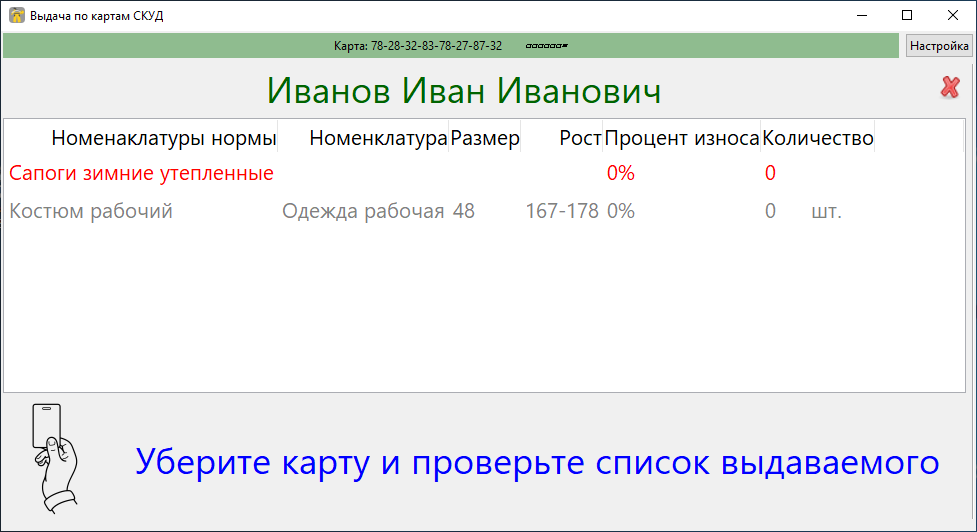 Выдача по картам СКУД
Карта: 78-28-32-83-78-27-87-32
Настройка
Иванов Иван Иванович
Номенаклатуры нормы Номенклатура Размер Рост Процент износа Количество
Сапоги зимние утепленные 0% 0
Костюм рабочий Одежда рабочая 48 167-178 0% 0 шт.
Уберите карту и проверьте список выдаваемого